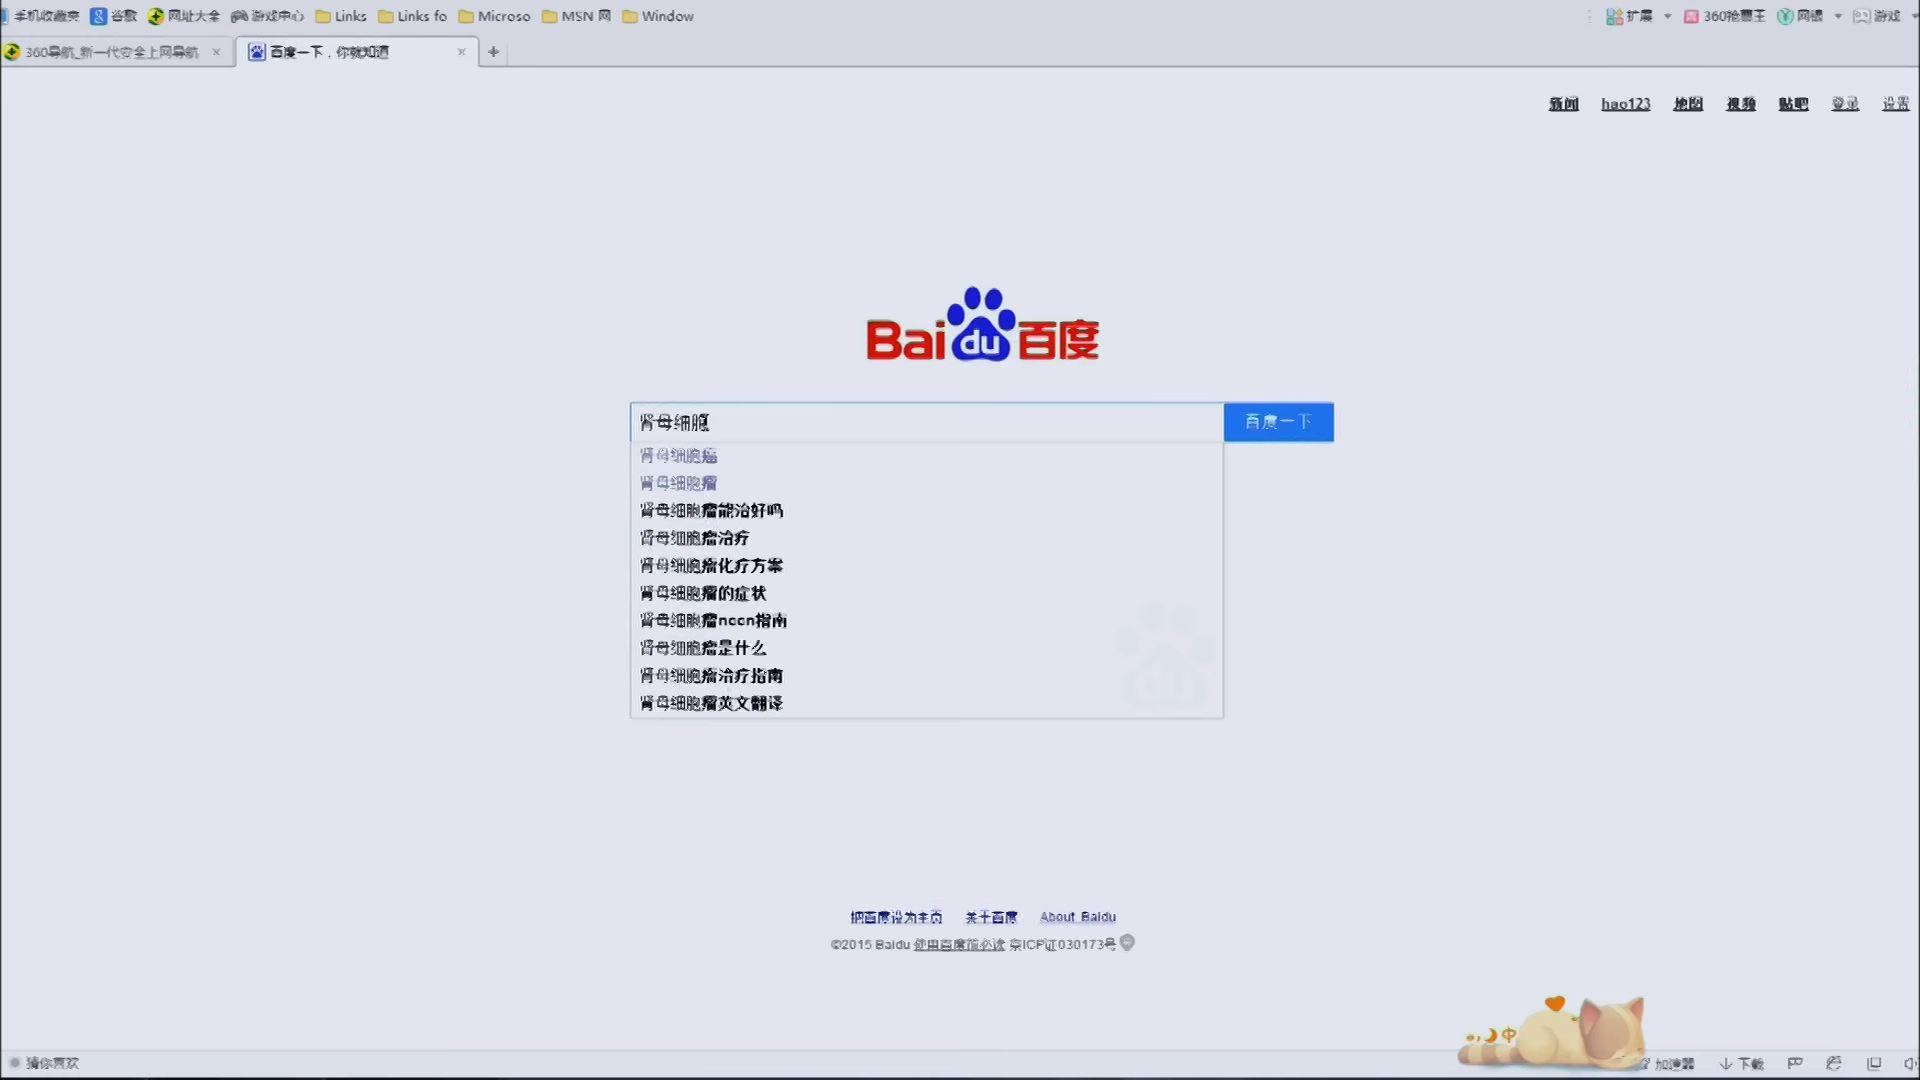 手机收藏夹 谷歌 网址大全 游戏中心 Links Links fo Microso MSN 网 Window 扩展 360抢票王 网银 游戏
360导航_新一代安全上网导航 百度一下，你就知道
新闻 hao123 地图 视频 贴吧 登录 设置
Bai du 百度
肾母细胞 百度一下
肾母细胞癌
肾母细胞瘤
肾母细胞瘤能治好吗
肾母细胞瘤治疗
肾母细胞瘤化疗方案
肾母细胞瘤的症状
肾母细胞瘤nccn指南
肾母细胞瘤是什么
肾母细胞瘤治疗指南
肾母细胞瘤英文翻译
把百度设为主页 关于百度 About Baidu
©2015 Baidu 使用百度前必读 京ICP证030173号
中
猜你喜欢 加速器 下载